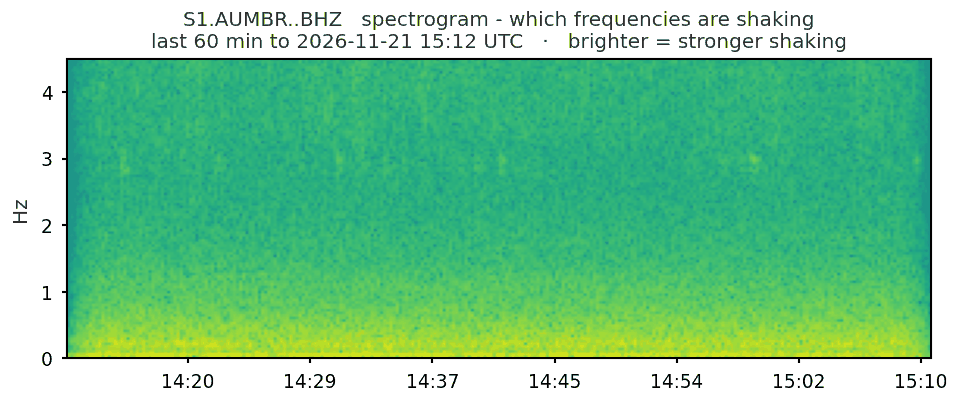 S1.AUMBR..BHZ   spectrogram - which frequencies are shaking
last 60 min to 2026-11-21 15:12 UTC   ·   brighter = stronger shaking
4
3
2
1
0
Hz
14:20 14:29 14:37 14:45 14:54 15:02 15:10